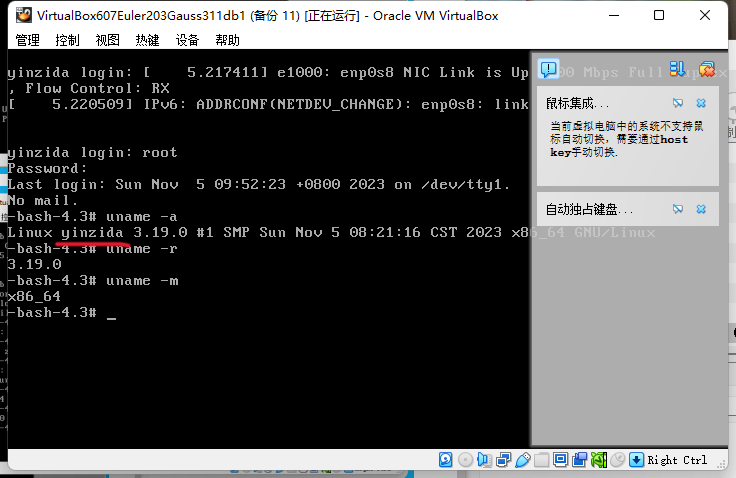 VirtualBox607Euler203Gauss311db1 (备份 11) [正在运行] - Oracle VM VirtualBox
管理 控制 视图 热键 设备 帮助
yinzida login: [    5.217411] e1000: enp0s8 NIC Link is Up 00 Mbps Full
, Flow Control: RX
[    5.220509] IPv6: ADDRCONF(NETDEV_CHANGE): enp0s8: link
yinzida login: root
Password:
Last login: Sun Nov  5 09:52:23 +0800 2023 on /dev/tty1.
No mail.
-bash-4.3# uname -a
Linux yinzida 3.19.0 #1 SMP Sun Nov 5 08:21:16 CST 2023 x86_64 GNU/Linux
-bash-4.3# uname -r
3.19.0
-bash-4.3# uname -m
x86_64
-bash-4.3# _
鼠标集成...
当前虚拟电脑中的系统不支持鼠
标自动切换，需要通过host
key手动切换.
自动独占键盘...
Right Ctrl